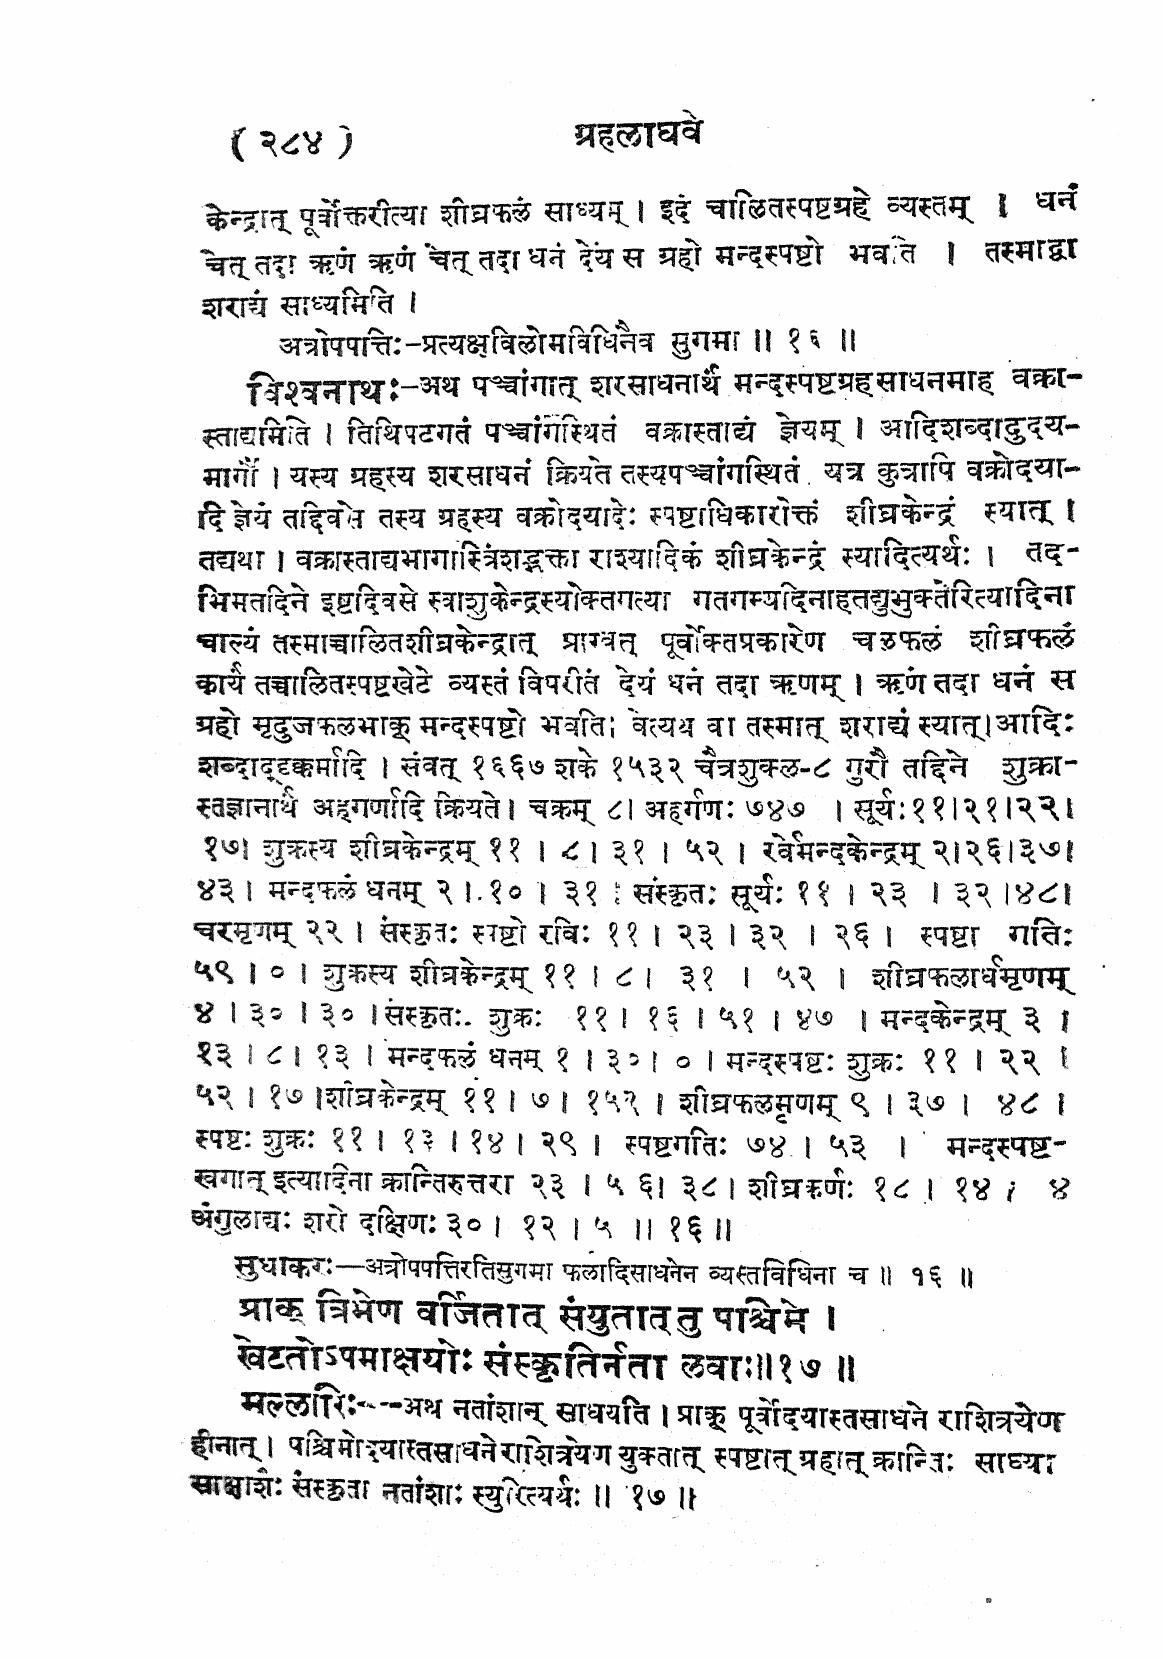 ( २८४ ) ग्रहलाघवे
केन्द्रात् पूर्वोक्तरीत्या शीघ्रफलं साध्यम् । इदं चालितस्पष्टग्रहे व्यस्तम् । धनं
चेत् तदा ऋणं ऋणं चेत् तदा धनं देयं स ग्रहो मन्दस्पष्टो भवति । तस्माद्वा
शराद्यं साध्यमिति ।
अत्रोपपत्तिः-प्रत्यक्षविलोमविधिनैव सुगमा ॥ १६ ॥
विश्वनाथः-अथ पञ्चांगात् शरसाधनार्थं मन्दस्पष्टग्रहसाधनमाह वक्रा-
स्ताद्यमिति । तिथिपटगतं पञ्चांगस्थितं वक्रास्ताद्यं ज्ञेयम् । आदिशब्दादुदय-
मार्गौ । यस्य ग्रहस्य शरसाधनं क्रियते तस्यपञ्चांगस्थितं यत्र कुत्रापि वक्रोदया-
दि ज्ञेयं तद्दिवसे तस्य ग्रहस्य वक्रोदयादेः स्पष्टाधिकारोक्तं शीघ्रकेन्द्रं स्यात् ।
तद्यथा । वक्रास्ताद्यभागास्त्रिंशद्भक्ता राश्यादिकं शीघ्रकेन्द्रं स्यादित्यर्थः । तद-
भिमतदिने इष्टदिवसे स्वाशुकेन्द्रस्योक्तगत्या गतगम्यदिनाहतद्युभुक्तेरित्यादिना
चाल्यं तस्माच्चालितशीघ्रकेन्द्रात् प्राग्वत् पूर्वोक्तप्रकारेण चळफलं शीघ्रफलं
कार्यं तच्चालितस्पष्टखेटे व्यस्तं विपरीतं देयं धनं तदा ऋणम् । ऋणं तदा धनं स
ग्रहो मृदुजफलभाक् मन्दस्पष्टो भवति। वेत्यथ वा तस्मात् शराद्यं स्यात्।आदिः
शब्दाद्दृक्कर्मादि । संवत् १६६७ शके १५३२ चैत्रशुक्ल-८ गुरौ तद्दिने शुक्रा-
स्तज्ञानार्थं अहर्गणादि क्रियते। चक्रम् ८। अहर्गणः ७४७ । सूर्यः११।२१।२२।
१७। शुक्रस्य शीघ्रकेन्द्रम् ११ । ८। ३१ । ५२ । रवेर्मन्दकेन्द्रम् २।२६।३७।
४३। मन्दफलं धनम् २ । १० । ३१ । संस्कृतः सूर्यः ११ । २३ । ३२ ।४८।
चरमृणम् २२ । संस्कृतः स्पष्टो रविः ११ । २३ । ३२ । २६ । स्पष्टा गतिः
५९ । ० । शुक्रस्य शीघ्रकेन्द्रम् ११ । ८। ३१ । ५२ । शीघ्रफलार्धमृणम्
४ । ३० । ३० ।संस्कृतः. शुक्रः ११। १६ । ५१ । ४७ । मन्दकेन्द्रम् ३ ।
१३ । ८ । १३ । मन्दफलं धनम् १ । ३० । ० । मन्दस्पष्टः शुक्रः ११ । २२ ।
५२ । १७ ।शीघ्रकेन्द्रम् ११। ७। १५२ । शीघ्रफलमृणम् ९ । ३७ । ४८ ।
स्पष्टः शुक्रः ११ । १३ । १४ । २९ । स्पष्टगतिः ७४ । ५३ । मन्दस्पष्ट-
खगात् इत्यादिना क्रान्तिरुत्तरा २३ । ५ ६। ३८। शीघ्रकर्णः १८ । १४ । ४
अंगुलाद्यः शरो दक्षिणः ३० । १२ । ५ ॥ १६॥
सुधाकरः—अत्रोपपत्तिरतिसुगमा फलादिसाधनेन व्यस्तविधिना च ॥ १६ ॥
प्राक् त्रिभेण वर्जितात् संयुतात् तु पाश्चिमे ।
खेटतोऽपमाक्षयोः संस्कृतिर्नता लवाः॥१७॥
मल्लारिः---अथ नतांशान् साधयति । प्राक् पूर्वोदयास्तसाधने राशित्रयेण
हीनात् । पश्चिमोदयास्तसाधने राशित्रयेण युक्तात् स्पष्टात् ग्रहात् क्रान्तिः साध्या
साक्षांशैः संस्कृता नतांशाः स्युरित्यर्थः ॥ १७ ॥